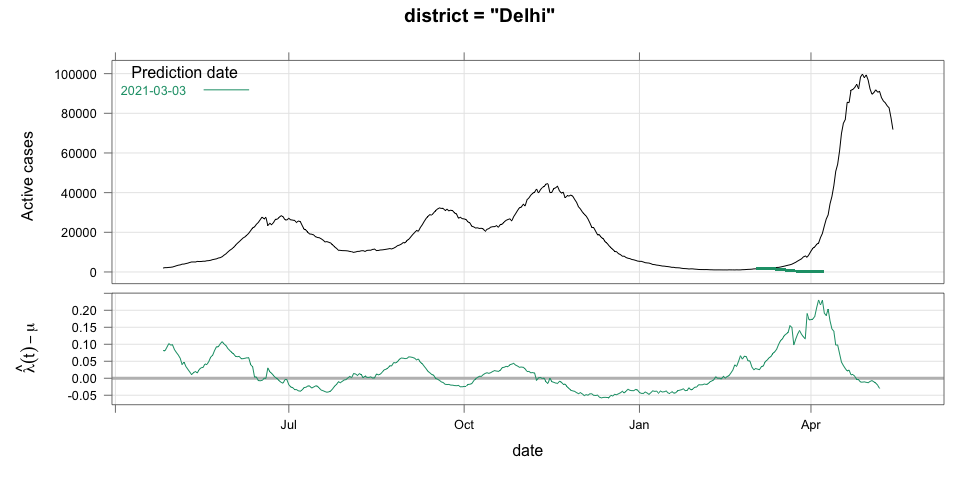 district = "Delhi"
Prediction date
2021-03-03
Active cases
100000
80000
60000
40000
20000
0
λ̂(t) − μ
0.20
0.15
0.10
0.05
0.00
-0.05
Jul Oct Jan Apr
date